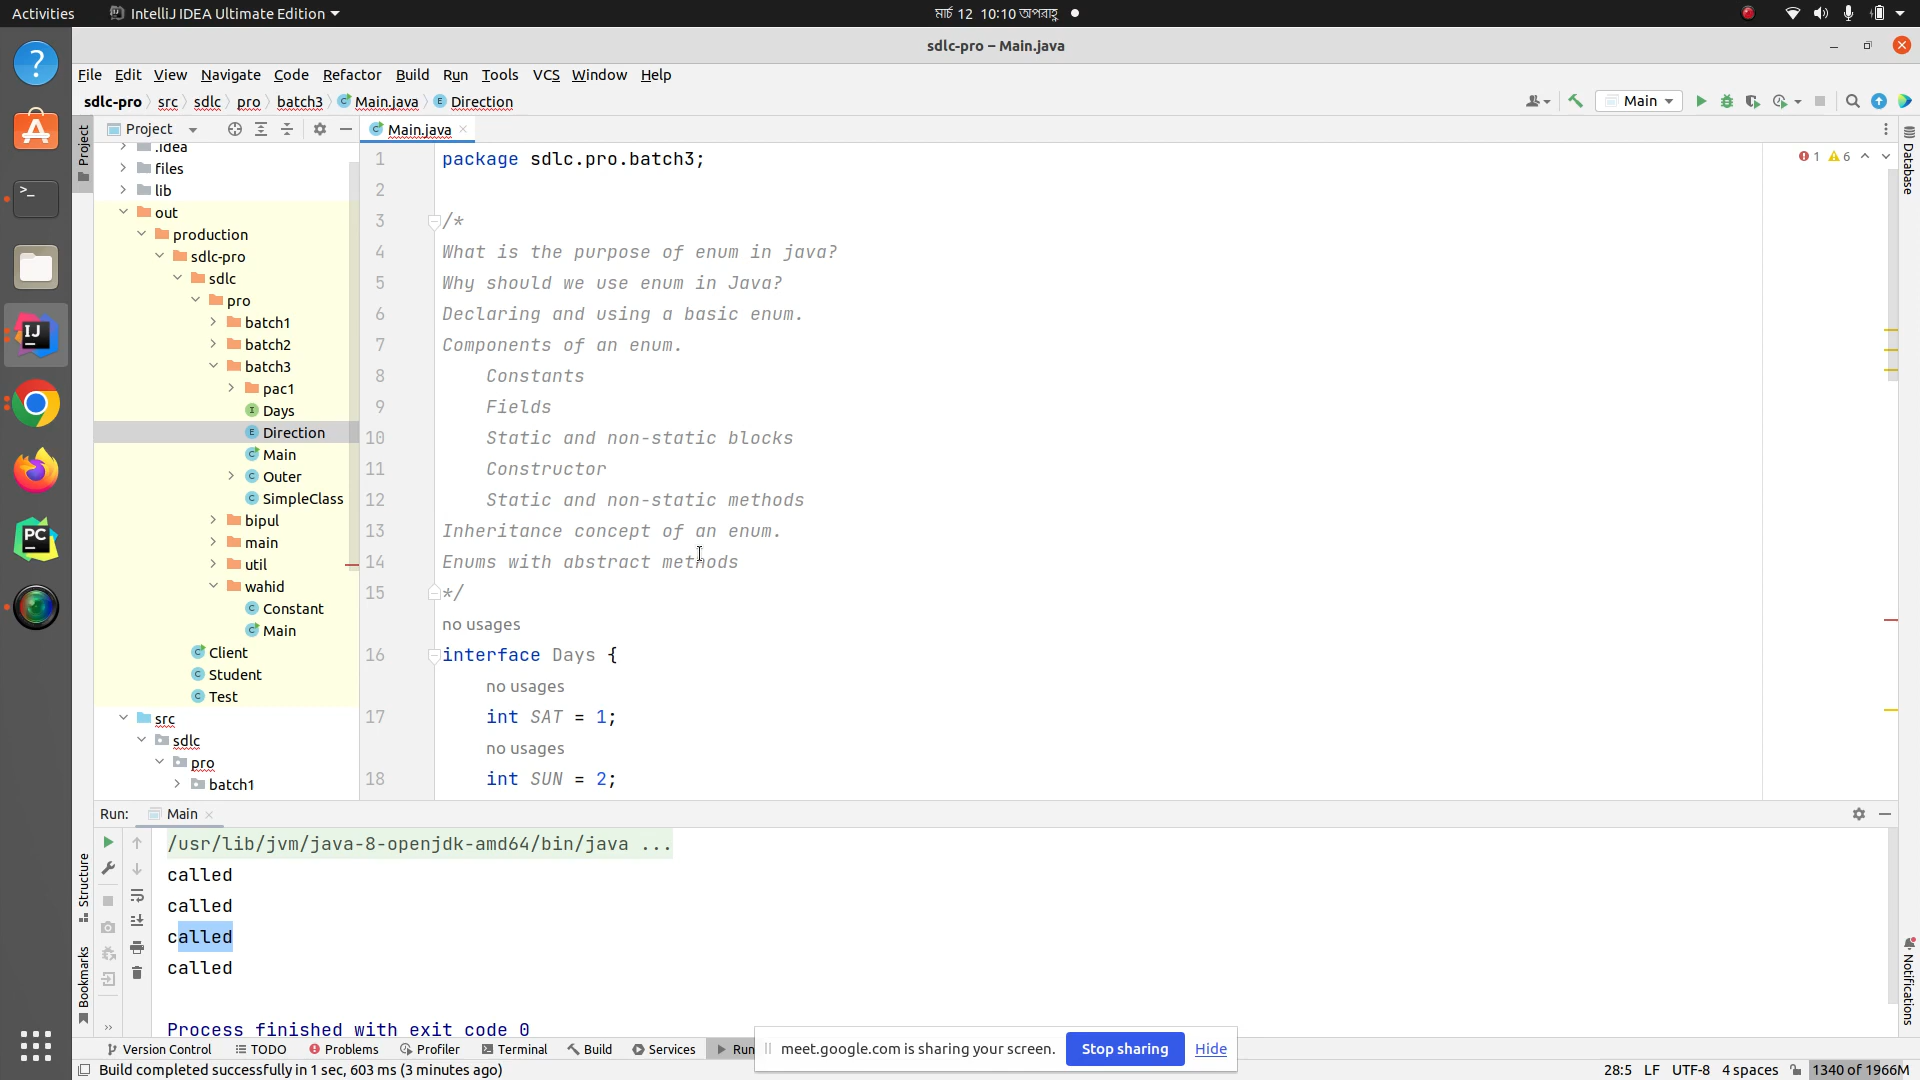 Activities
IntelliJ IDEA Ultimate Edition
মার্চ 12 10:10 অপরাহ্ণ
sdlc-pro – Main.java
File Edit View Navigate Code Refactor Build Run Tools VCS Window Help
sdlc-pro src sdlc pro batch3 Main.java Direction
Main
Project
Main.java
.idea
files
lib
out
production
sdlc-pro
sdlc
pro
batch1
batch2
batch3
pac1
Days
Direction
Main
Outer
SimpleClass
bipul
main
util
wahid
Constant
Main
Client
Student
Test
src
sdlc
pro
batch1
1 package sdlc.pro.batch3;
2
3 /*
4 What is the purpose of enum in java?
5 Why should we use enum in Java?
6 Declaring and using a basic enum.
7 Components of an enum.
8 Constants
9 Fields
10 Static and non-static blocks
11 Constructor
12 Static and non-static methods
13 Inheritance concept of an enum.
14 Enums with abstract methods
15 */
no usages
16 interface Days {
no usages
17 int SAT = 1;
no usages
18 int SUN = 2;
1 6
Project
Structure
Bookmarks
Database
Notifications
Run: Main
/usr/lib/jvm/java-8-openjdk-amd64/bin/java ...
called
called
called
called
Process finished with exit code 0
Version Control TODO Problems Profiler Terminal Build Services Run
meet.google.com is sharing your screen. Stop sharing Hide
Build completed successfully in 1 sec, 603 ms (3 minutes ago)
28:5 LF UTF-8 4 spaces 1340 of 1966M